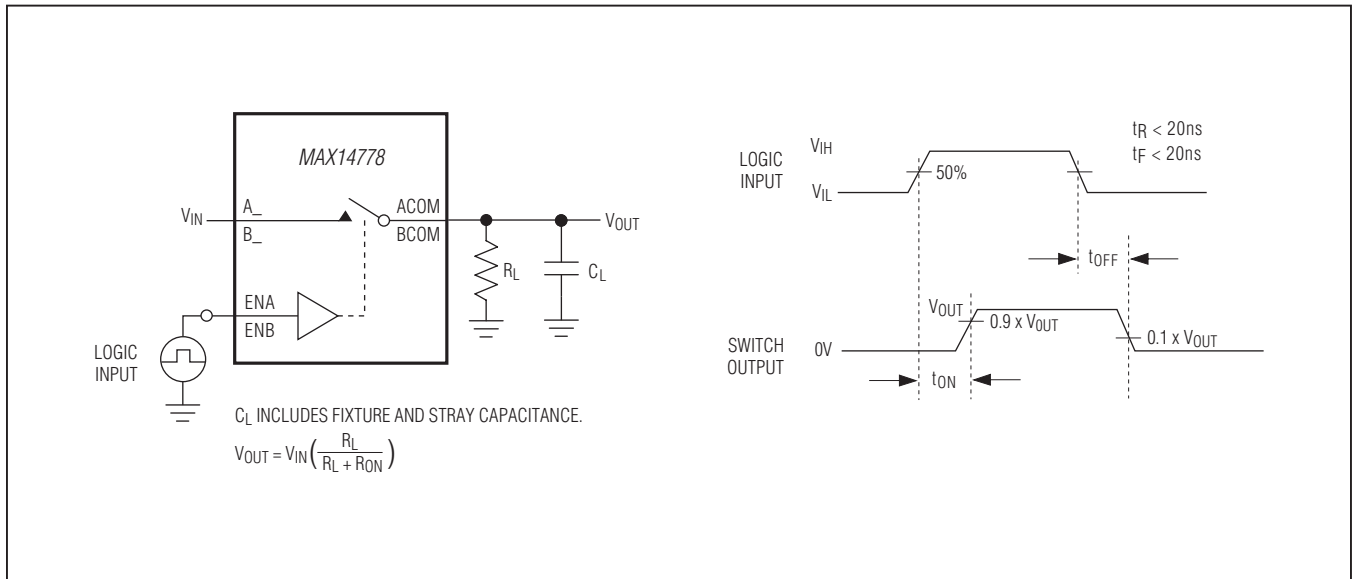 MAX14778
VIN
A_
B_
ACOM
BCOM
VOUT
RL
CL
ENA
ENB
LOGIC
INPUT
CL INCLUDES FIXTURE AND STRAY CAPACITANCE.
VOUT = VIN(RL / RL + RON)
tR < 20ns
tF < 20ns
LOGIC
INPUT
VIH
VIL
50%
tOFF
VOUT
0.9 x VOUT
0.1 x VOUT
SWITCH
OUTPUT
0V
tON